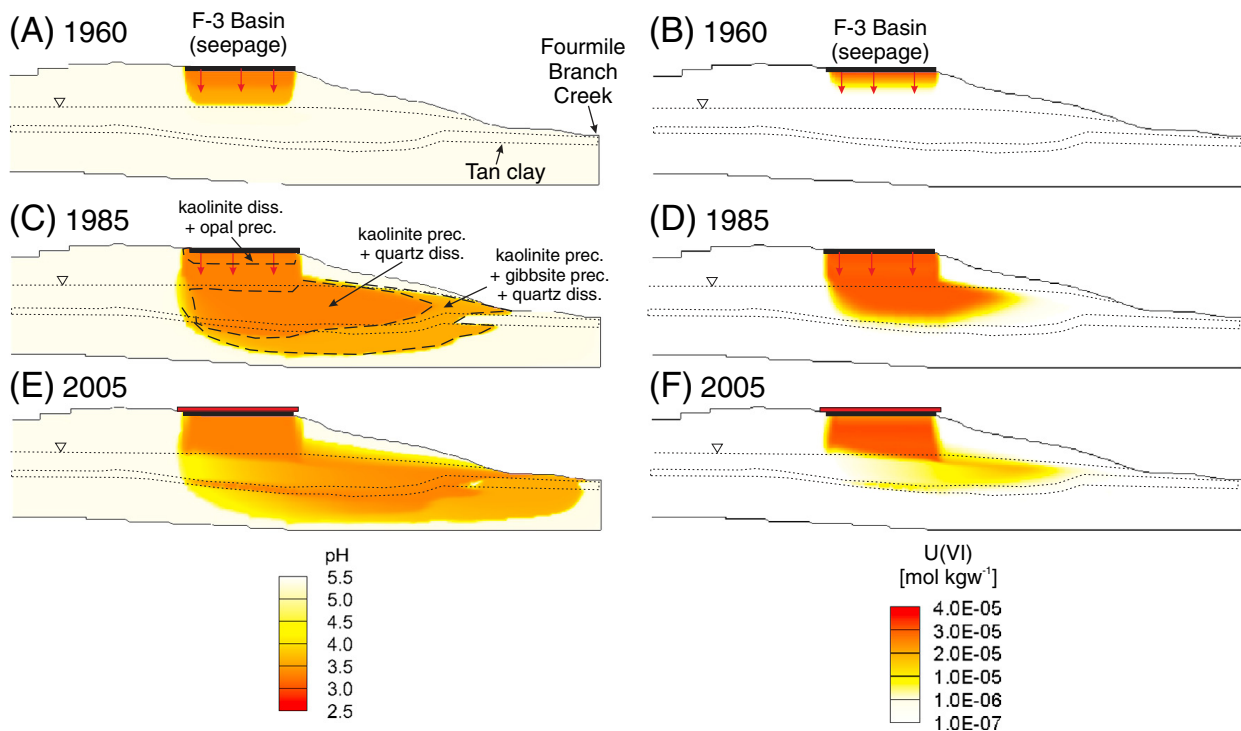 (A) 1960
F-3 Basin
(seepage)
Fourmile
Branch
Creek
Tan clay
(B) 1960
F-3 Basin
(seepage)
(C) 1985
kaolinite diss.
+ opal prec.
kaolinite prec.
+ quartz diss.
kaolinite prec.
+ gibbsite prec.
+ quartz diss.
(D) 1985
(E) 2005
(F) 2005
pH
5.5
5.0
4.5
4.0
3.5
3.0
2.5
U(VI)
[mol kgw⁻¹]
4.0E-05
3.0E-05
2.0E-05
1.0E-05
1.0E-06
1.0E-07